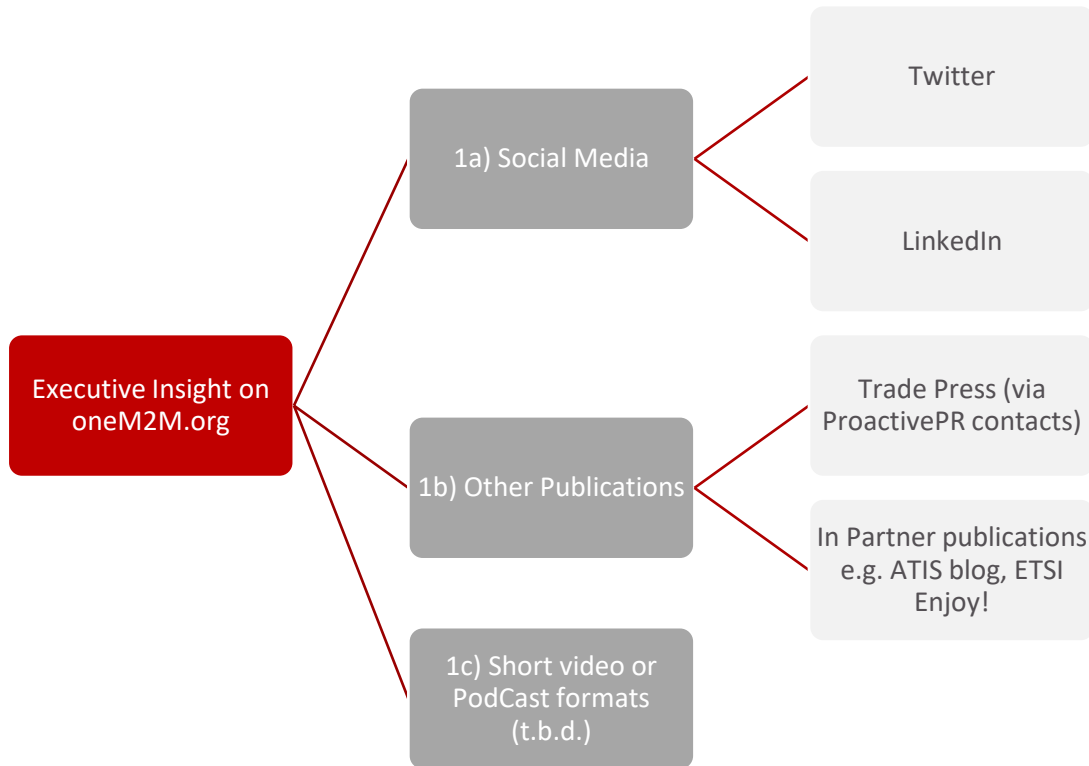 Twitter
1a) Social Media
LinkedIn
Executive Insight on
oneM2M.org
Trade Press (via
ProactivePR contacts)
1b) Other Publications
In Partner publications
e.g. ATIS blog, ETSI
Enjoy!
1c) Short video or
PodCast formats
(t.b.d.)